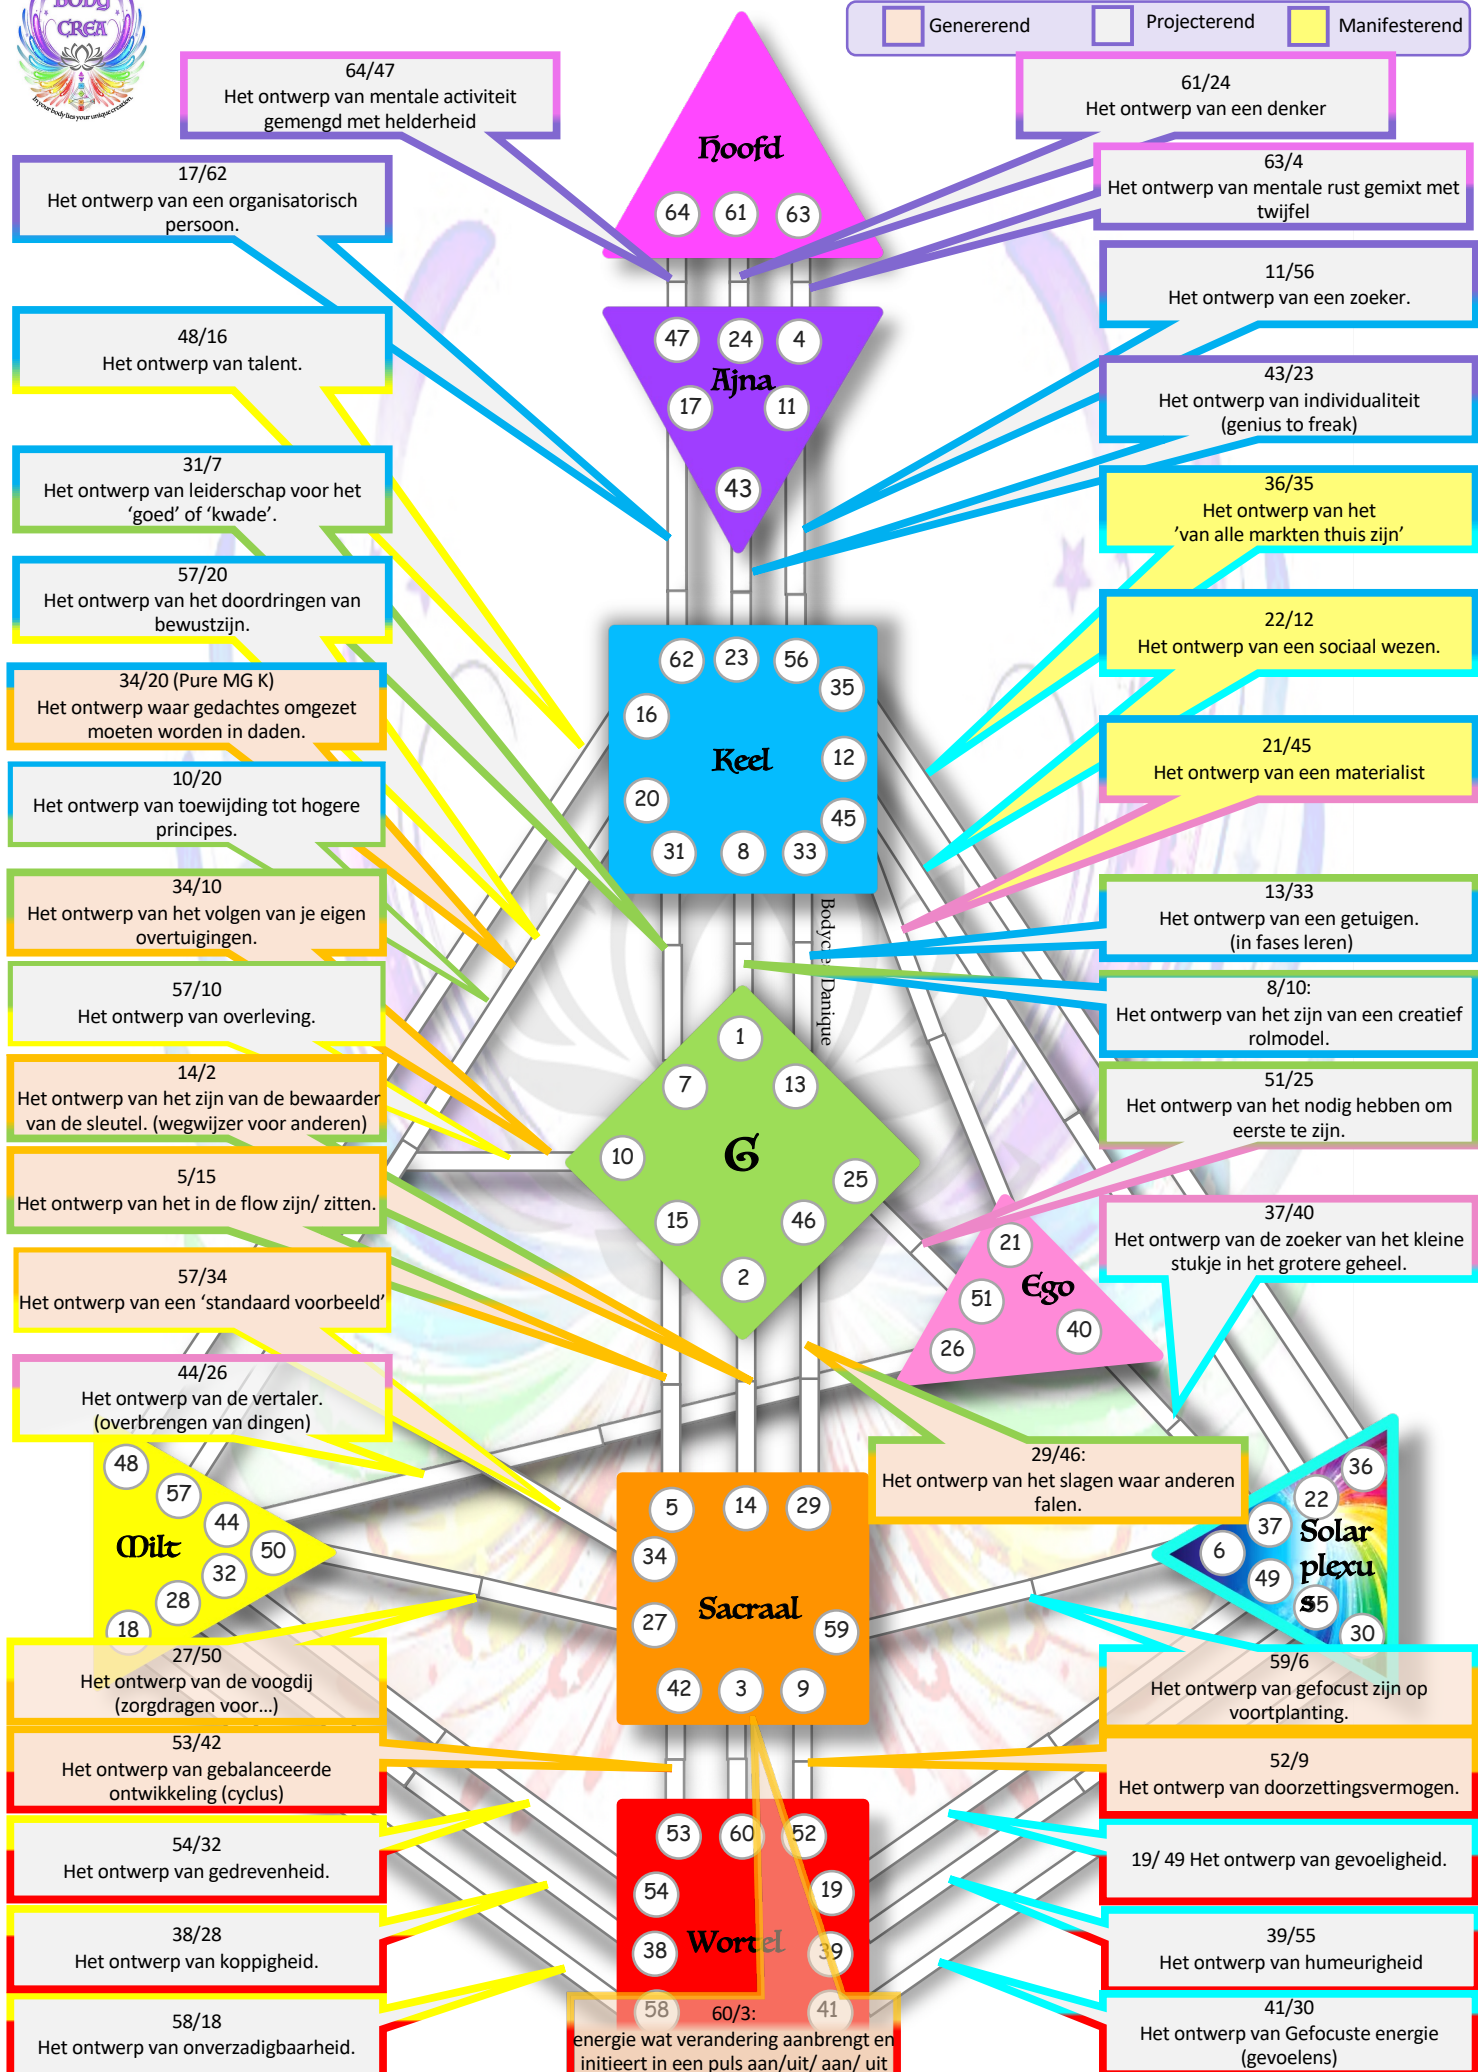 BODY
CREA
In your body lies your unique creation
Genererend
Projecterend
Manifesterend
64/47
Het ontwerp van mentale activiteit
gemengd met helderheid
61/24
Het ontwerp van een denker
63/4
Het ontwerp van mentale rust gemixt met
twijfel
17/62
Het ontwerp van een organisatorisch
persoon.
11/56
Het ontwerp van een zoeker.
48/16
Het ontwerp van talent.
43/23
Het ontwerp van individualiteit
(genius to freak)
31/7
Het ontwerp van leiderschap voor het
‘goed’ of ‘kwade’.
36/35
Het ontwerp van het
’van alle markten thuis zijn’
57/20
Het ontwerp van het doordringen van
bewustzijn.
22/12
Het ontwerp van een sociaal wezen.
34/20 (Pure MG K)
Het ontwerp waar gedachtes omgezet
moeten worden in daden.
21/45
Het ontwerp van een materialist
10/20
Het ontwerp van toewijding tot hogere
principes.
34/10
Het ontwerp van het volgen van je eigen
overtuigingen.
13/33
Het ontwerp van een getuigen.
(in fases leren)
57/10
Het ontwerp van overleving.
8/10:
Het ontwerp van het zijn van een creatief
rolmodel.
14/2
Het ontwerp van het zijn van de bewaarder
van de sleutel. (wegwijzer voor anderen)
51/25
Het ontwerp van het nodig hebben om
eerste te zijn.
5/15
Het ontwerp van het in de flow zijn/ zitten.
37/40
Het ontwerp van de zoeker van het kleine
stukje in het grotere geheel.
57/34
Het ontwerp van een ‘standaard voorbeeld’
44/26
Het ontwerp van de vertaler.
(overbrengen van dingen)
29/46:
Het ontwerp van het slagen waar anderen
falen.
27/50
Het ontwerp van de voogdij
(zorgdragen voor...)
59/6
Het ontwerp van gefocust zijn op
voortplanting.
53/42
Het ontwerp van gebalanceerde
ontwikkeling (cyclus)
52/9
Het ontwerp van doorzettingsvermogen.
54/32
Het ontwerp van gedrevenheid.
19/ 49 Het ontwerp van gevoeligheid.
38/28
Het ontwerp van koppigheid.
39/55
Het ontwerp van humeurigheid
58/18
Het ontwerp van onverzadigbaarheid.
60/3:
energie wat verandering aanbrengt en
initieert in een puls aan/uit/ aan/ uit
41/30
Het ontwerp van Gefocuste energie
(gevoelens)
Hoofd
64 61 63
47 24 4
Ajna
17 11
43
62 23 56
35
16
Keel
12
20
45
31 8 33
Danique
1
7 13
G
10
25
15 46
2
21
Ego
51
40
26
48
57
44
Milt
50
32
28
18
5 14 29
34
Sacraal
27
59
42 3 9
36
22
37
Solar
plexu
s
6
49
55
30
53 60 52
54
19
Wortel
38
39
58
41